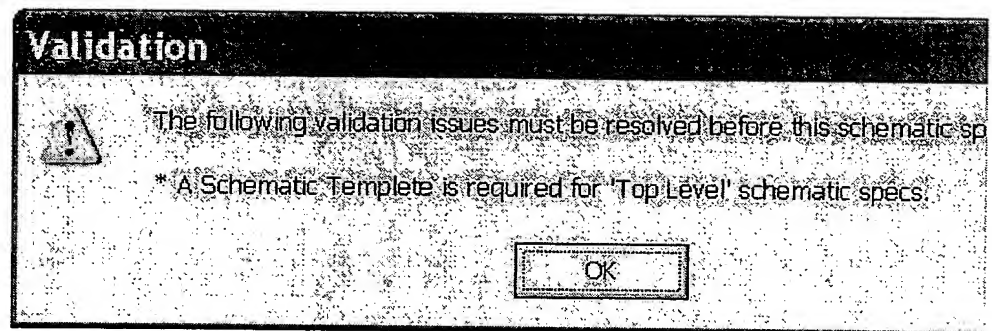 Validation
The following validation issues must be resolved before this schematic sp
* A Schematic Templete is required for 'Top Level' schematic specs.
OK